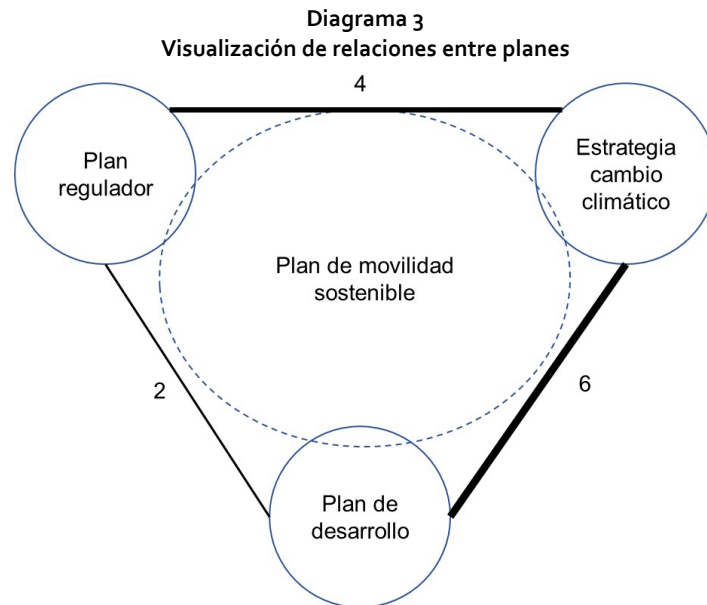 Diagrama 3
Visualización de relaciones entre planes
4
Plan
regulador
Estrategia
cambio
climático
Plan de movilidad
sostenible
2
6
Plan de
desarrollo